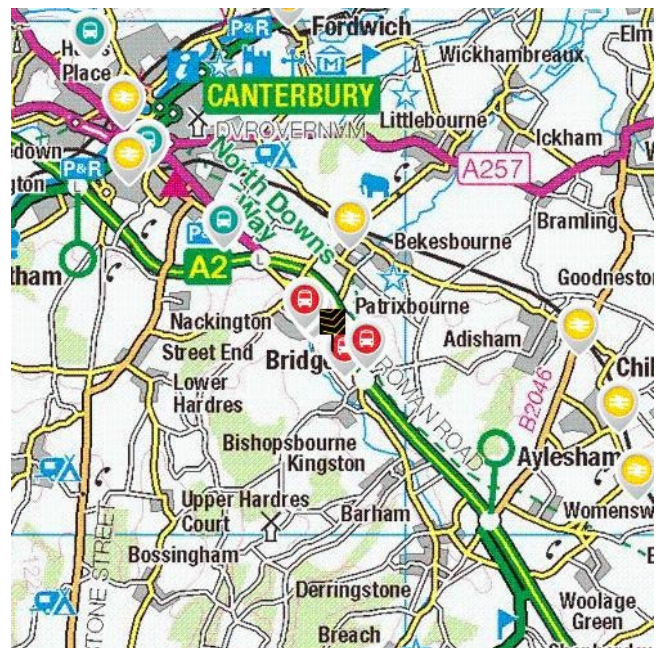 P&R
Fordwich
Wickhambreaux
Place
CANTERBURY
Littlebourne
DVROVERNVM
Ickham
P&R
A257
North Downs
Way
Bramling
Bekesbourne
A2
Goodneston
Patrixbourne
Nackington
Adisham
Street End
Bridge
Lower
Hardres
ROMAN ROAD
B2046
Bishopsbourne
Kingston
Aylesham
Upper Hardres
Court
Barham
Womensw
Bossingham
STONE STREET
Derringstone
Woolage
Green
Breach